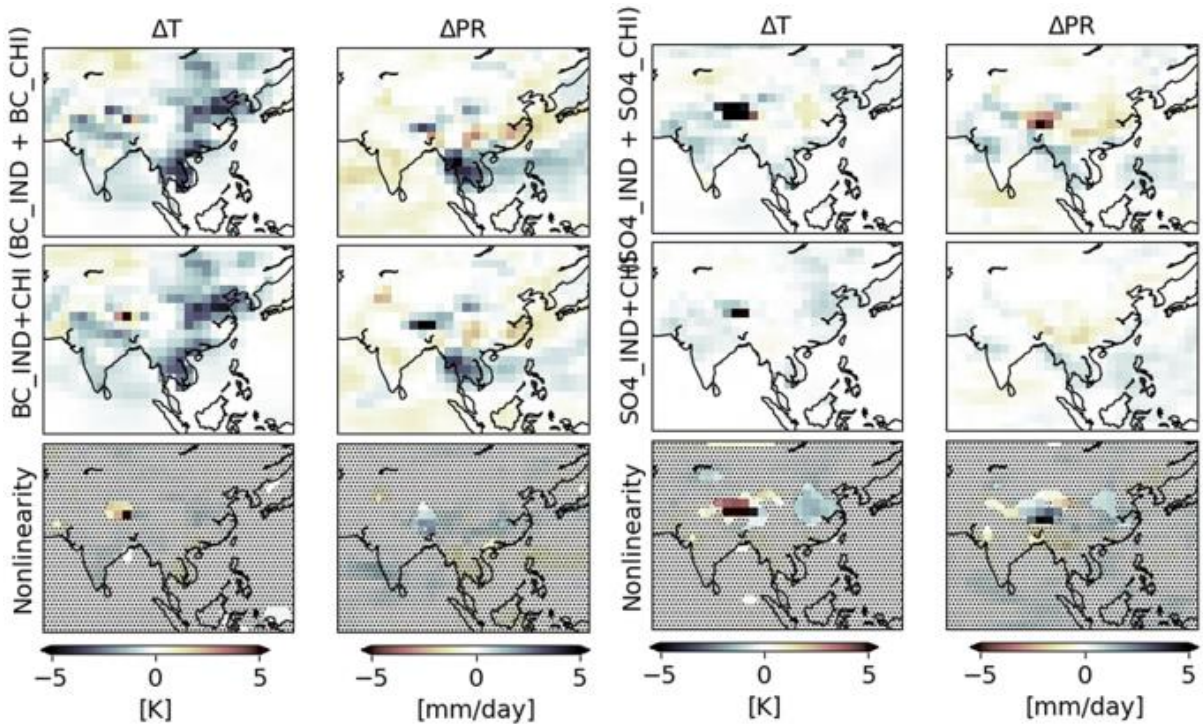 ΔT
ΔPR
ΔT
ΔPR
(BC_IND + BC_CHI)
SO4_IND + SO4_CHI)
BC_IND+CHI
SO4_IND+CHI
Nonlinearity
Nonlinearity
−5 0 5
−5 0 5
−5 0 5
−5 0 5
[K]
[mm/day]
[K]
[mm/day]